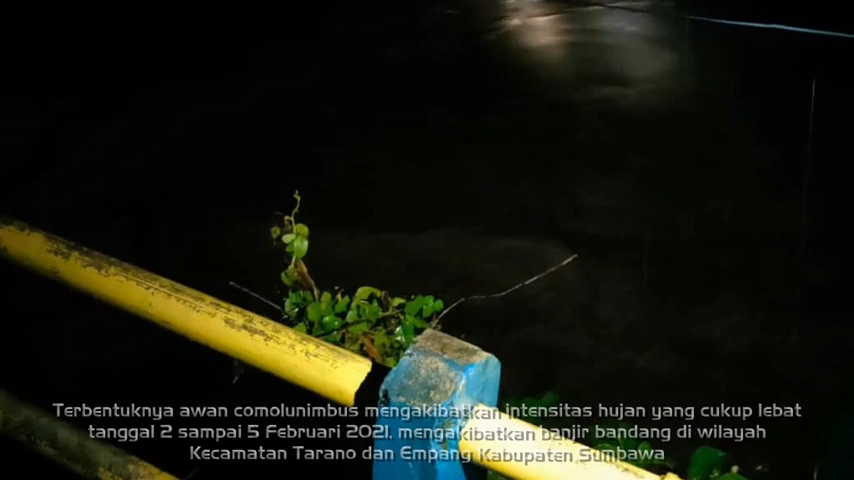 Terbentuknya awan comolunimbus mengakibatkan intensitas hujan yang cukup lebat
tanggal 2 sampai 5 Februari 2021, mengakibatkan banjir bandang di wilayah
Kecamatan Tarano dan Empang Kabupaten Sumbawa